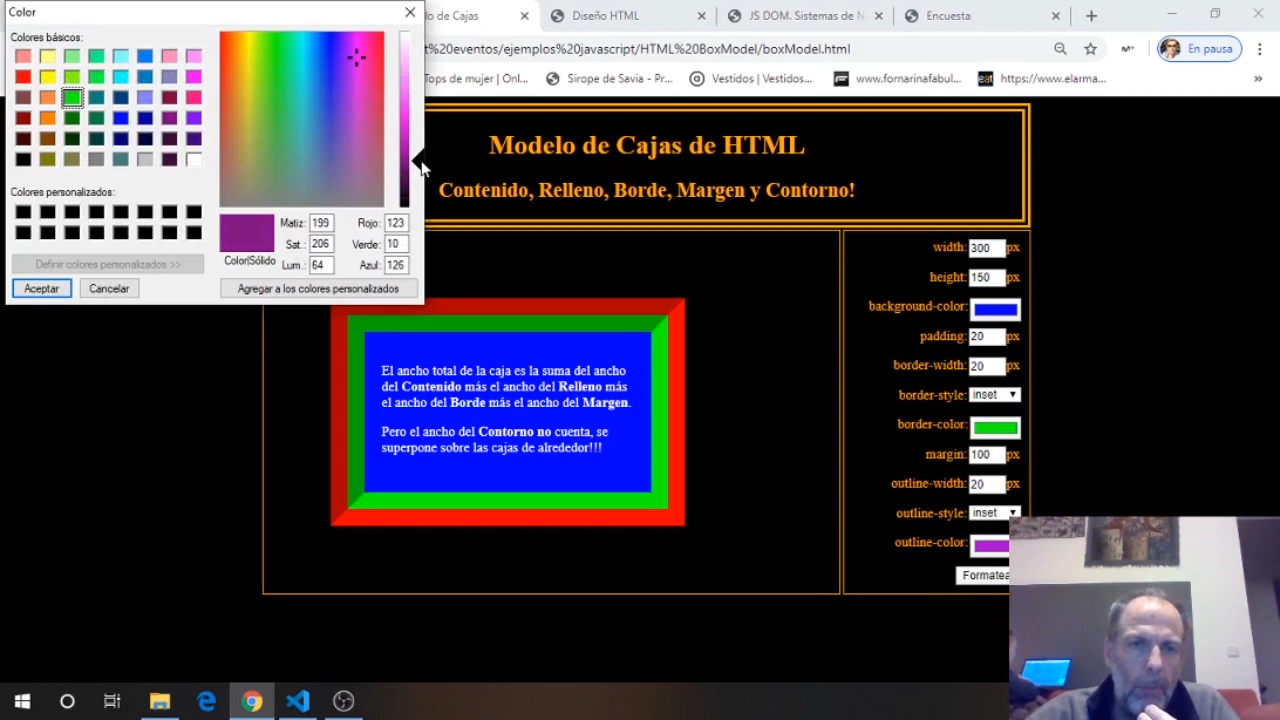 Color
lo de Cajas
Diseño HTML
JS DOM. Sistemas de N
Encuesta
t%20eventos/ejemplos%20javascript/HTML%20BoxModel/boxModel.html
En pausa
Tops de mujer | Onl...
Sirope de Savia - Pr...
Vestidos | Vestidos...
www.fornarinafabul...
eat
https://www.elarma...
Colores básicos:
Colores personalizados:
Definir colores personalizados >>
Aceptar
Cancelar
Color|Sólido
Matiz: 199
Sat.: 206
Lum.: 64
Rojo: 123
Verde: 10
Azul: 126
Agregar a los colores personalizados
Modelo de Cajas de HTML
Contenido, Relleno, Borde, Margen y Contorno!
El ancho total de la caja es la suma del ancho
del Contenido más el ancho del Relleno más
el ancho del Borde más el ancho del Margen.
Pero el ancho del Contorno no cuenta, se
superpone sobre las cajas de alrededor!!!
width: 300 px
height: 150 px
background-color:
padding: 20 px
border-width: 20 px
border-style: inset
border-color:
margin: 100 px
outline-width: 20 px
outline-style: inset
outline-color:
Formatea